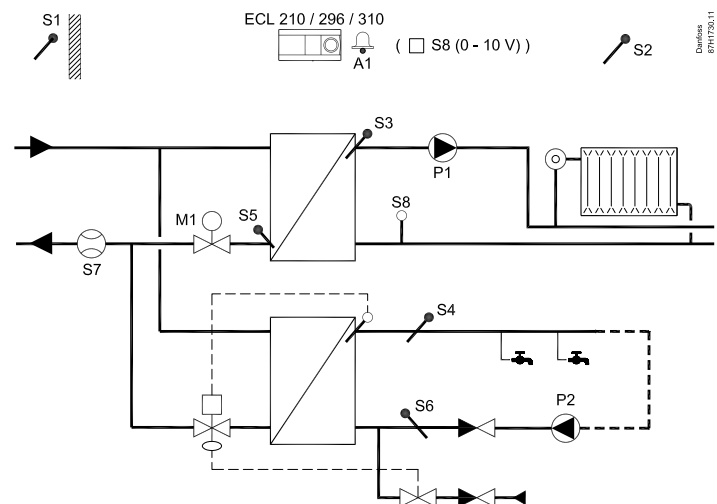 S1
ECL 210 / 296 / 310
A1
( S8 (0 - 10 V) )
S2
Danfoss
87H1730.11
S3
P1
S5
M1
S8
S7
S4
S6
P2